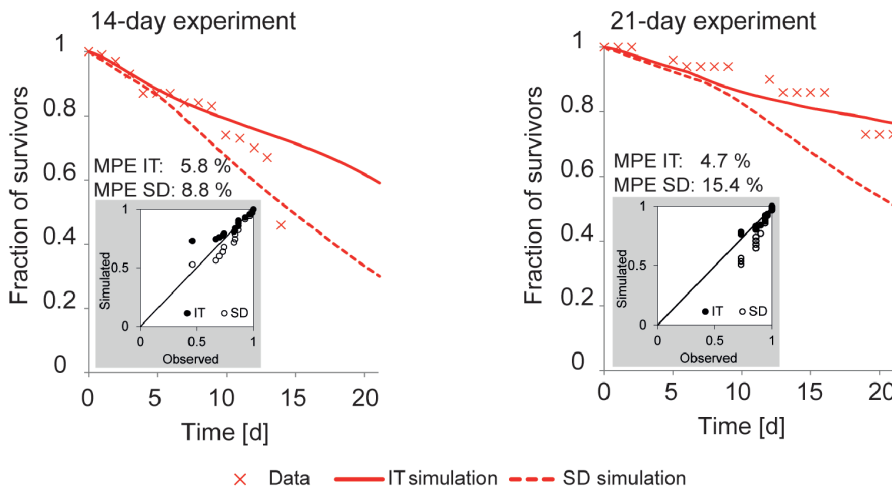 14-day experiment
Fraction of survivors
1
0.8
0.6
0.4
0.2
0
MPE IT: 5.8 %
MPE SD: 8.8 %
Simulated
1
0.5
0
IT SD
0 0.5 1
Observed
0 5 10 15 20
Time [d]
21-day experiment
Fraction of survivors
1
0.8
0.6
0.4
0.2
0
MPE IT: 4.7 %
MPE SD: 15.4 %
Simulated
1
0.5
0
IT SD
0 0.5 1
Observed
0 5 10 15 20
Time [d]
Data IT simulation SD simulation